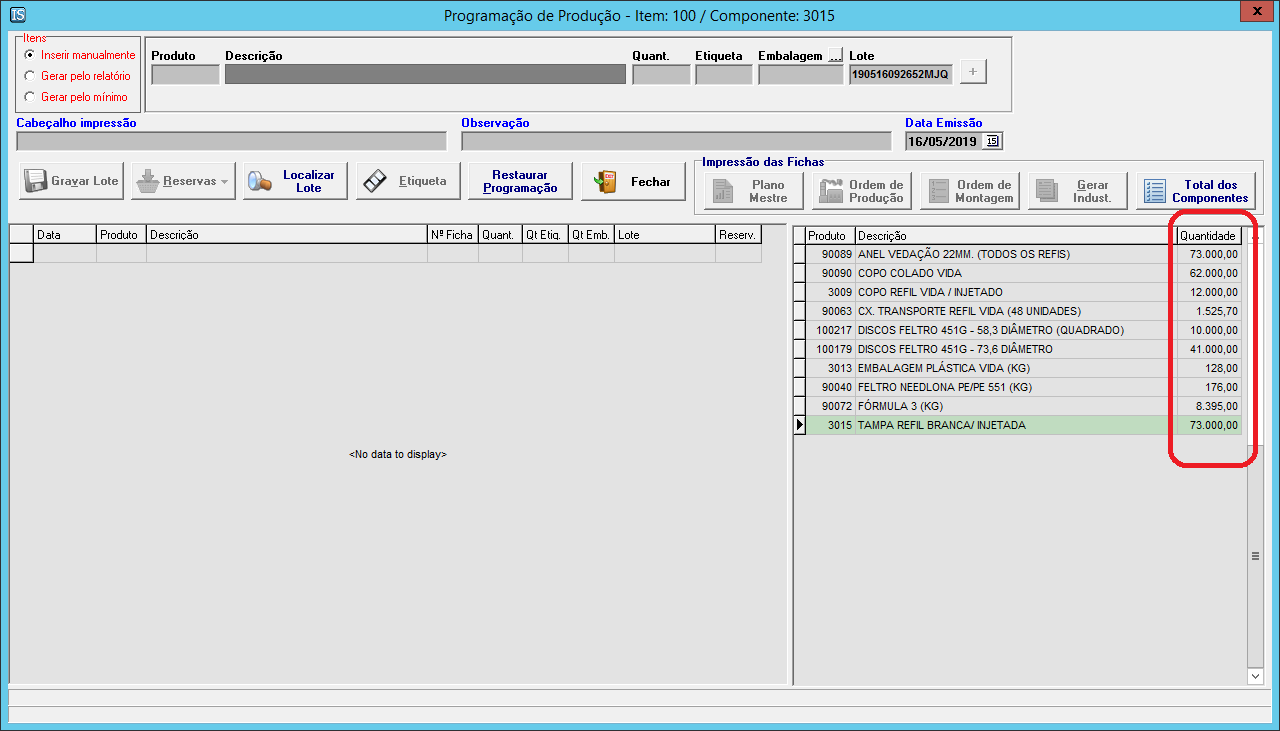 IS
Programação de Produção - Item: 100 / Componente: 3015
x
Itens
Inserir manualmente
Gerar pelo relatório
Gerar pelo mínimo
Produto Descrição Quant. Etiqueta Embalagem ... Lote
190516092652MJQ +
Cabeçalho impressão Observação Data Emissão
16/05/2019 15
Gravar Lote Reservas Localizar Lote Etiqueta Restaurar Programação EXIT Fechar
Impressão das Fichas
Plano Mestre Ordem de Produção Ordem de Montagem Gerar Indust. Total dos Componentes
Data Produto Descrição Nº Ficha Quant. Qt Etiq. Qt Emb. Lote Reserv.
<No data to display>
Produto Descrição Quantidade
90089 ANEL VEDAÇÃO 22MM. (TODOS OS REFIS) 73.000,00
90090 COPO COLADO VIDA 62.000,00
3009 COPO REFIL VIDA / INJETADO 12.000,00
90063 CX. TRANSPORTE REFIL VIDA (48 UNIDADES) 1.525,70
100217 DISCOS FELTRO 451G - 58,3 DIÂMETRO (QUADRADO) 10.000,00
100179 DISCOS FELTRO 451G - 73,6 DIÂMETRO 41.000,00
3013 EMBALAGEM PLÁSTICA VIDA (KG) 128,00
90040 FELTRO NEEDLONA PE/PE 551 (KG) 176,00
90072 FÓRMULA 3 (KG) 8.395,00
3015 TAMPA REFIL BRANCA/ INJETADA 73.000,00